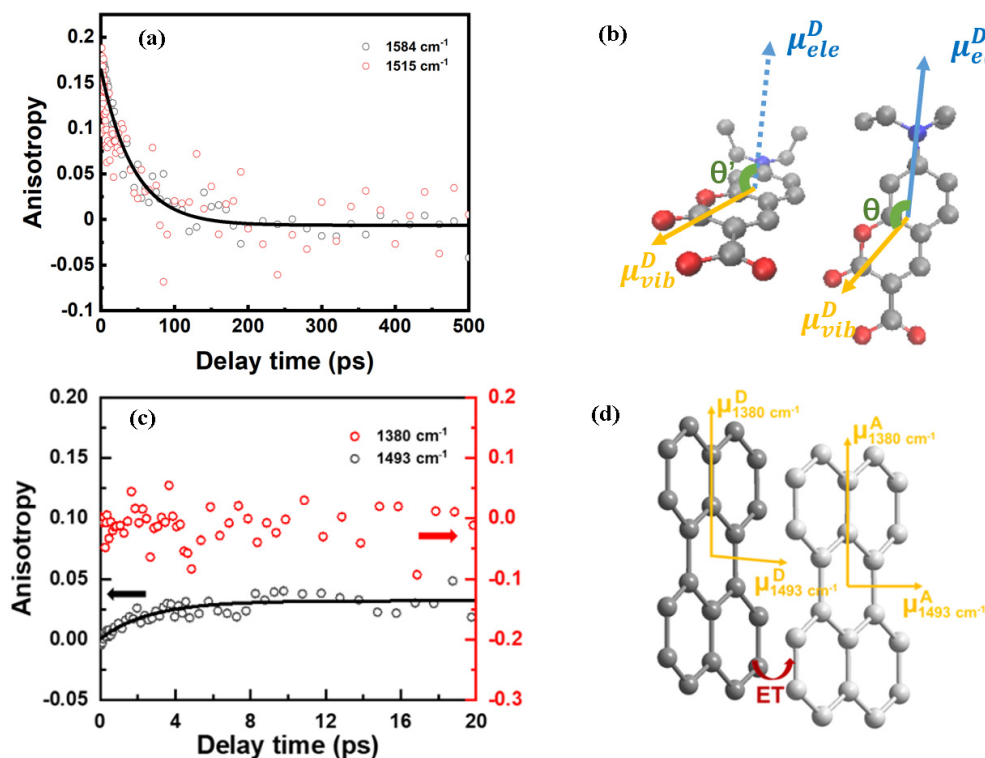 (a)
1584 cm⁻¹
1515 cm⁻¹
Anisotropy
0.2
0.15
0.1
0.05
0
-0.05
-0.1
0 100 200 300 400 500
Delay time (ps)
(b)
μ^D_ele
μ^D_el
θ'
θ
μ^D_vib
μ^D_vib
(c)
1380 cm⁻¹
1493 cm⁻¹
Anisotropy
0.20
0.15
0.10
0.05
0.00
-0.05
0.2
0.1
0.0
-0.1
-0.2
-0.3
0 4 8 12 16 20
Delay time (ps)
(d)
μ^D_1380 cm⁻¹
μ^A_1380 cm⁻¹
μ^D_1493 cm⁻¹
μ^A_1493 cm⁻¹
ET